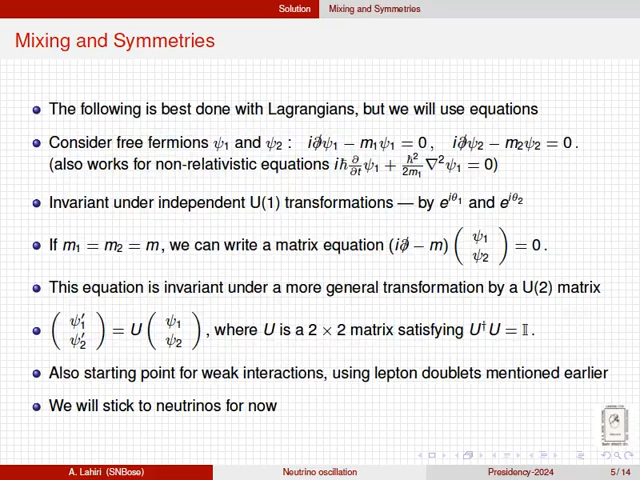 Solution Mixing and Symmetries
Mixing and Symmetries
The following is best done with Lagrangians, but we will use equations
Consider free fermions ψ₁ and ψ₂ : i∂̸ψ₁ − m₁ψ₁ = 0 , i∂̸ψ₂ − m₂ψ₂ = 0 .
(also works for non-relativistic equations iħ ∂/∂t ψ₁ + ħ²/2m₁ ∇²ψ₁ = 0)
Invariant under independent U(1) transformations — by e^{iθ₁} and e^{iθ₂}
If m₁ = m₂ = m, we can write a matrix equation (i∂̸ − m) ( ψ₁ ψ₂ ) = 0 .
This equation is invariant under a more general transformation by a U(2) matrix
( ψ′₁ ψ′₂ ) = U ( ψ₁ ψ₂ ) , where U is a 2 × 2 matrix satisfying U†U = 𝕀 .
Also starting point for weak interactions, using lepton doublets mentioned earlier
We will stick to neutrinos for now
A. Lahiri (SNBose) Neutrino oscillation Presidency-2024 5 / 14